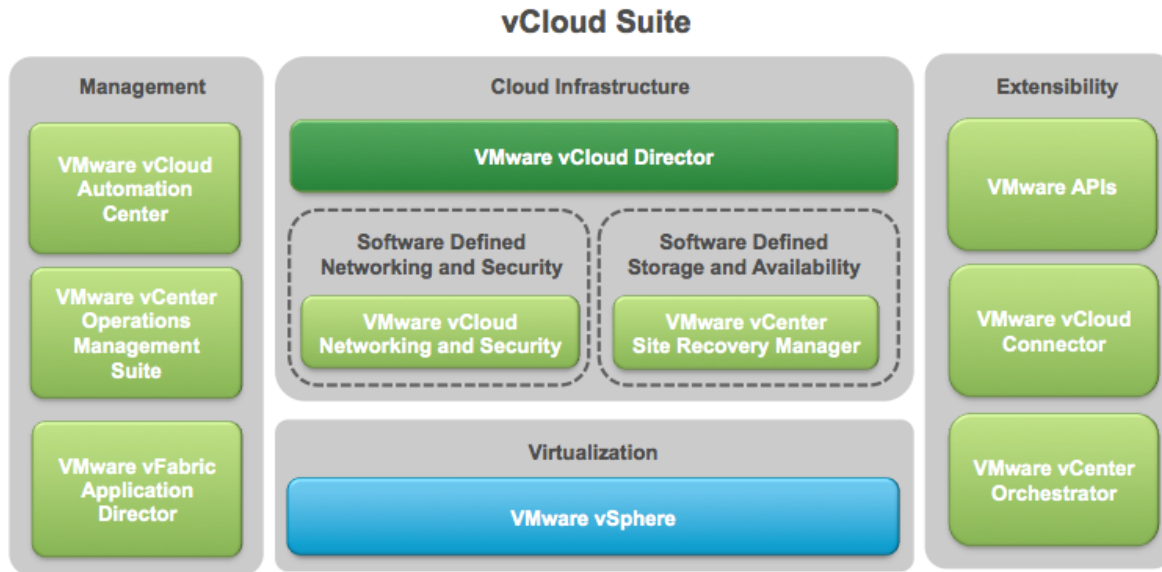 vCloud Suite
Management
VMware vCloud
Automation
Center
VMware vCenter
Operations
Management
Suite
VMware vFabric
Application
Director
Cloud Infrastructure
VMware vCloud Director
Software Defined
Networking and Security
VMware vCloud
Networking and Security
Software Defined
Storage and Availability
VMware vCenter
Site Recovery Manager
Virtualization
VMware vSphere
Extensibility
VMware APIs
VMware vCloud
Connector
VMware vCenter
Orchestrator